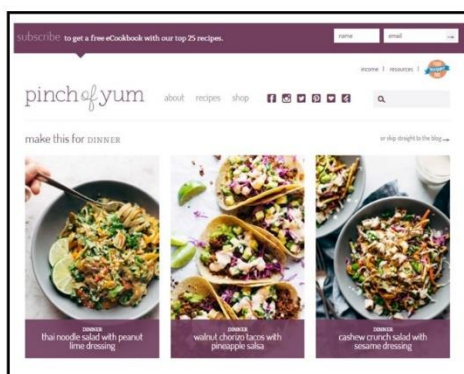 subscribe to get a free eCookbook with our top 25 recipes.
name
email
income | resources |
pinch of yum
about recipes shop
make this for DINNER
or skip straight to the blog
DINNER
thai noodle salad with peanut
lime dressing
DINNER
walnut chorizo tacos with
pineapple salsa
DINNER
cashew crunch salad with
sesame dressing